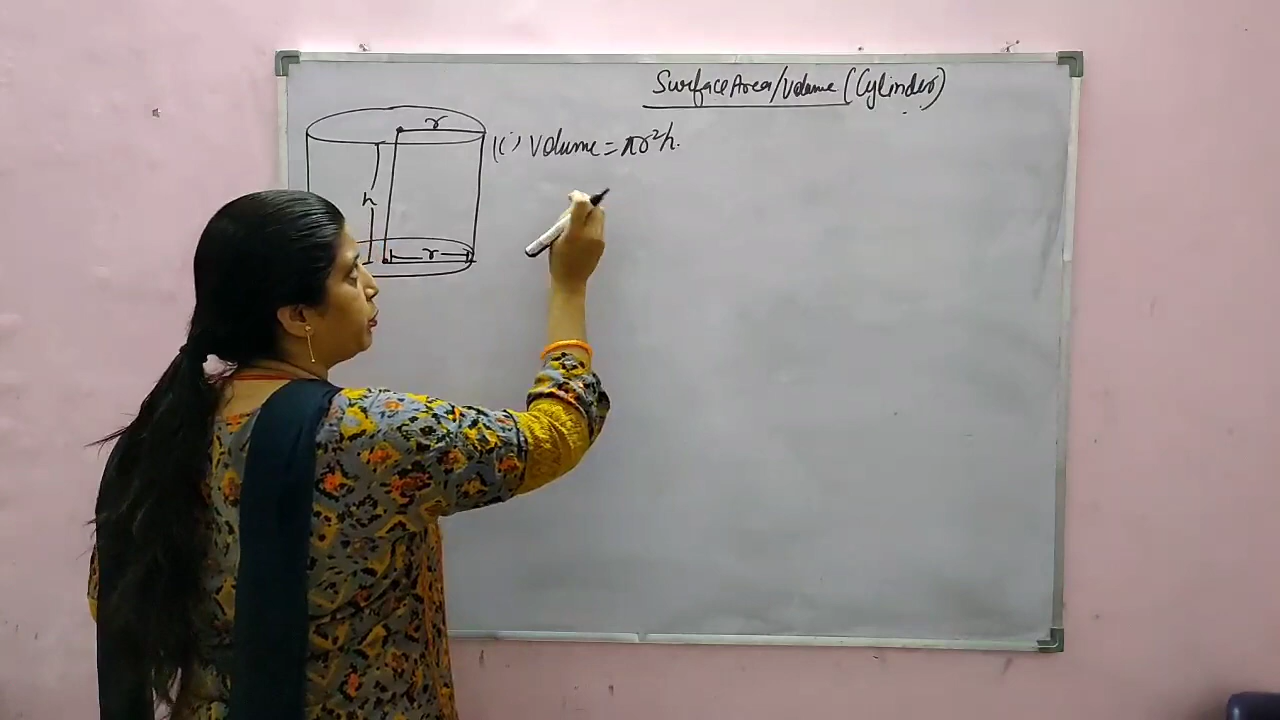 Surface Area/Volume (Cylinder)
r
(i) Volume = πr²h.
h
r